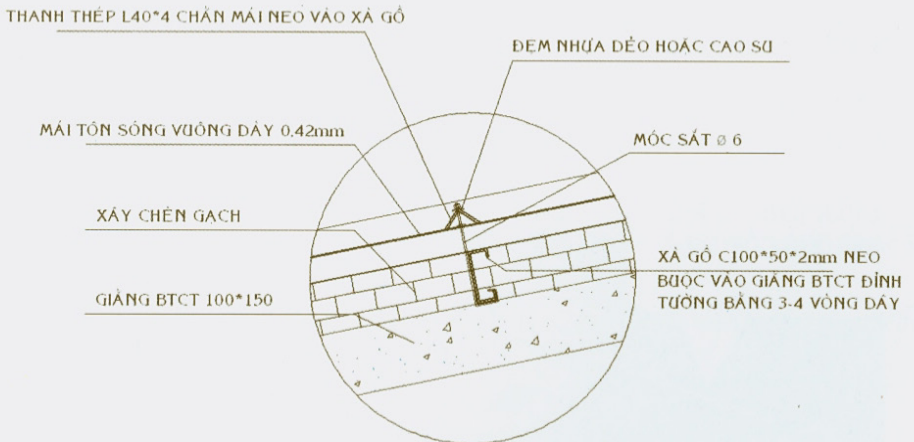 THANH THÉP L40*4 CHẶN MÁI NEO VÀO XÀ GỒ
ĐỆM NHỰA DẺO HOẶC CAO SU
MÁI TÔN SÓNG VUÔNG DÀY 0.42mm
MÓC SẮT ø 6
XÂY CHÈN GẠCH
XÀ GỒ C100*50*2mm NEO
BUỘC VÀO GIẰNG BTCT ĐỈNH
TƯỜNG BẰNG 3-4 VÒNG DÂY
GIẰNG BTCT 100*150